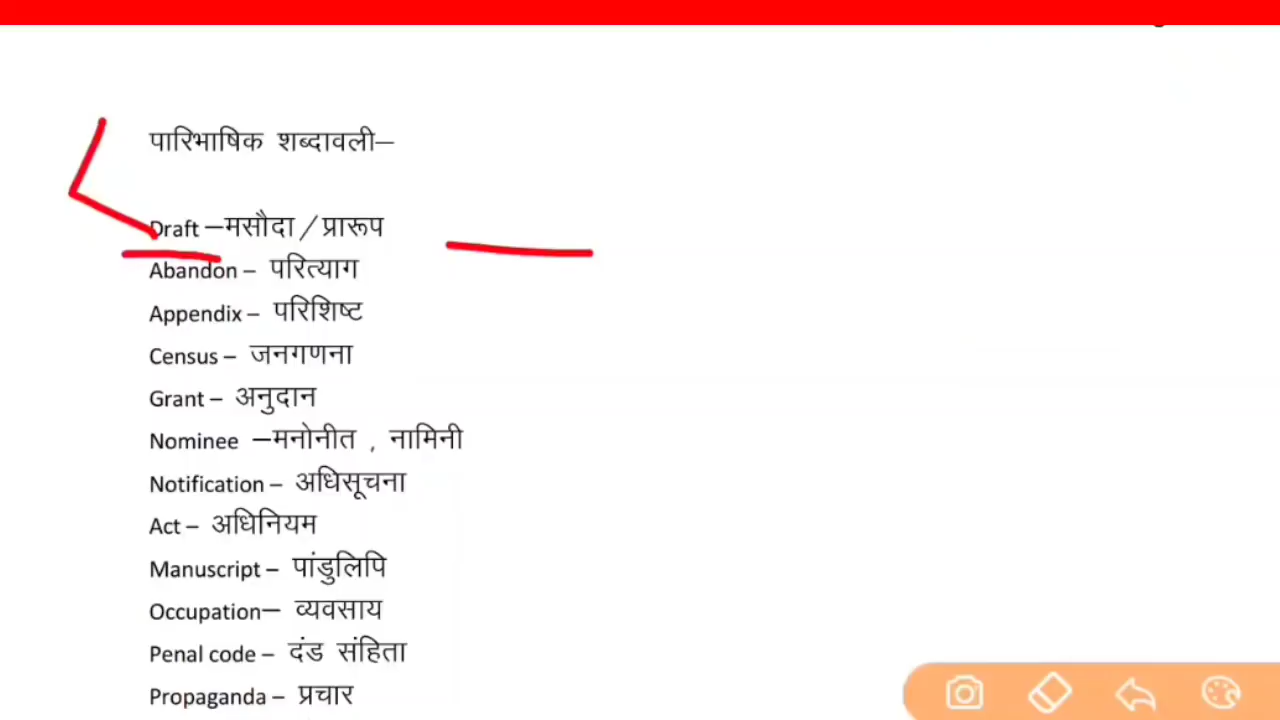 पारिभाषिक शब्दावली–
Draft –मसौदा/प्रारूप
Abandon – परित्याग
Appendix – परिशिष्ट
Census – जनगणना
Grant – अनुदान
Nominee –मनोनीत , नामिनी
Notification – अधिसूचना
Act – अधिनियम
Manuscript – पांडुलिपि
Occupation– व्यवसाय
Penal code – दंड संहिता
Propaganda – प्रचार